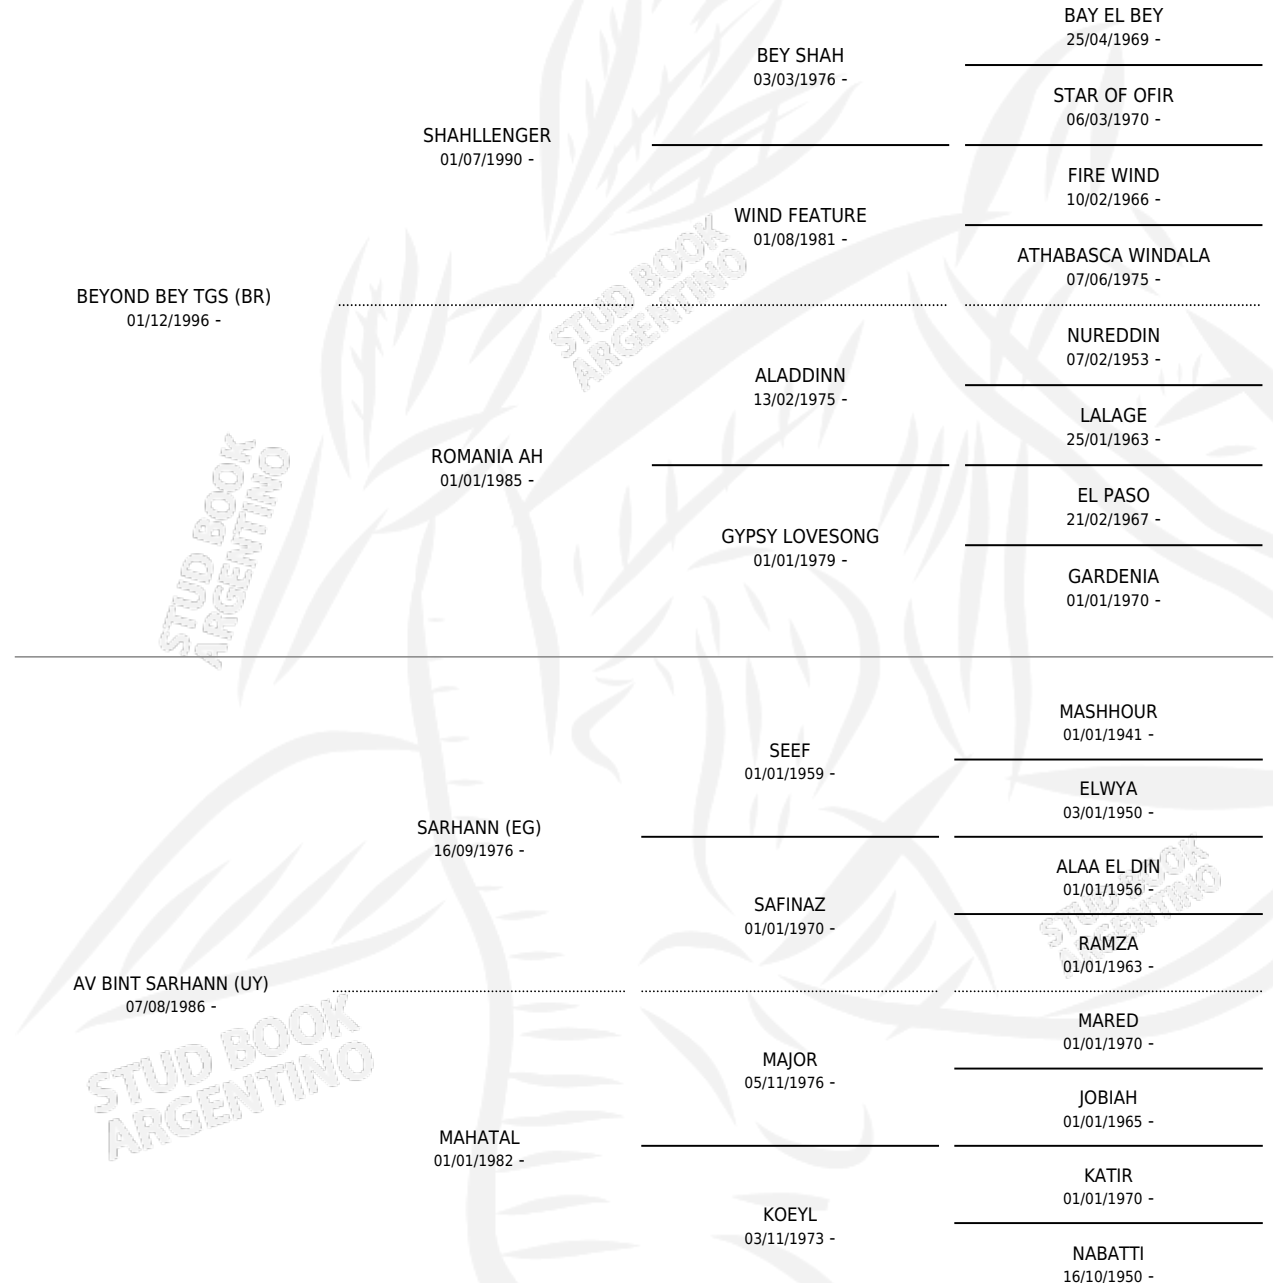 BAY EL BEY
25/04/1969 -
BEY SHAH
03/03/1976 -
STAR OF OFIR
06/03/1970 -
SHAHLLENGER
01/07/1990 -
FIRE WIND
10/02/1966 -
WIND FEATURE
01/08/1981 -
ATHABASCA WINDALA
07/06/1975 -
BEYOND BEY TGS (BR)
01/12/1996 -
NUREDDIN
07/02/1953 -
ALADDINN
13/02/1975 -
LALAGE
25/01/1963 -
ROMANIA AH
01/01/1985 -
EL PASO
21/02/1967 -
GYPSY LOVESONG
01/01/1979 -
GARDENIA
01/01/1970 -
MASHHOUR
01/01/1941 -
SEEF
01/01/1959 -
ELWYA
03/01/1950 -
SARHANN (EG)
16/09/1976 -
ALAA EL DIN
01/01/1956 -
SAFINAZ
01/01/1970 -
RAMZA
01/01/1963 -
AV BINT SARHANN (UY)
07/08/1986 -
MARED
01/01/1970 -
MAJOR
05/11/1976 -
JOBIAH
01/01/1965 -
MAHATAL
01/01/1982 -
KATIR
01/01/1970 -
KOEYL
03/11/1973 -
NABATTI
16/10/1950 -
STUD BOOK
ARGENTINO
STUD BOOK
ARGENTINO
STUD BOOK
ARGENTINO
STUD BOOK
ARGENTINO